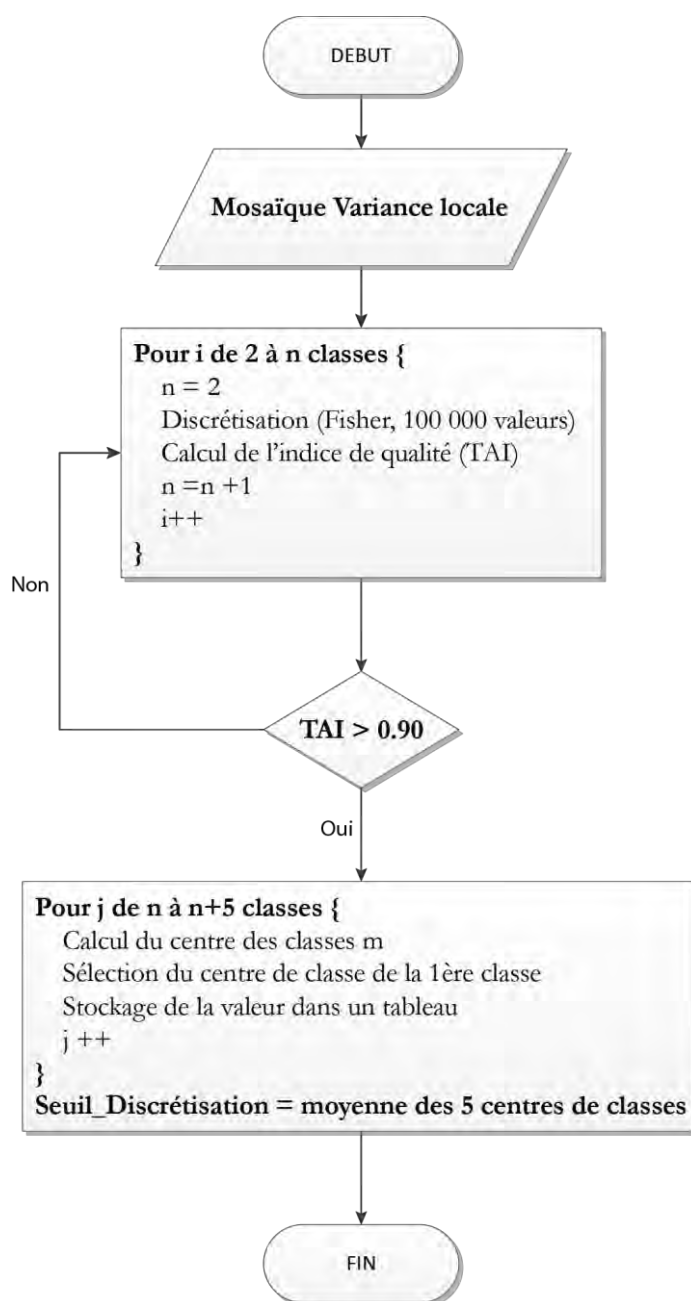 DEBUT
Mosaïque Variance locale
Pour i de 2 à n classes {
n = 2
Discrétisation (Fisher, 100 000 valeurs)
Calcul de l'indice de qualité (TAI)
n =n +1
i++
}
Non
TAI > 0.90
Oui
Pour j de n à n+5 classes {
Calcul du centre des classes m
Sélection du centre de classe de la 1ère classe
Stockage de la valeur dans un tableau
j ++
}
Seuil_Discrétisation = moyenne des 5 centres de classes
FIN